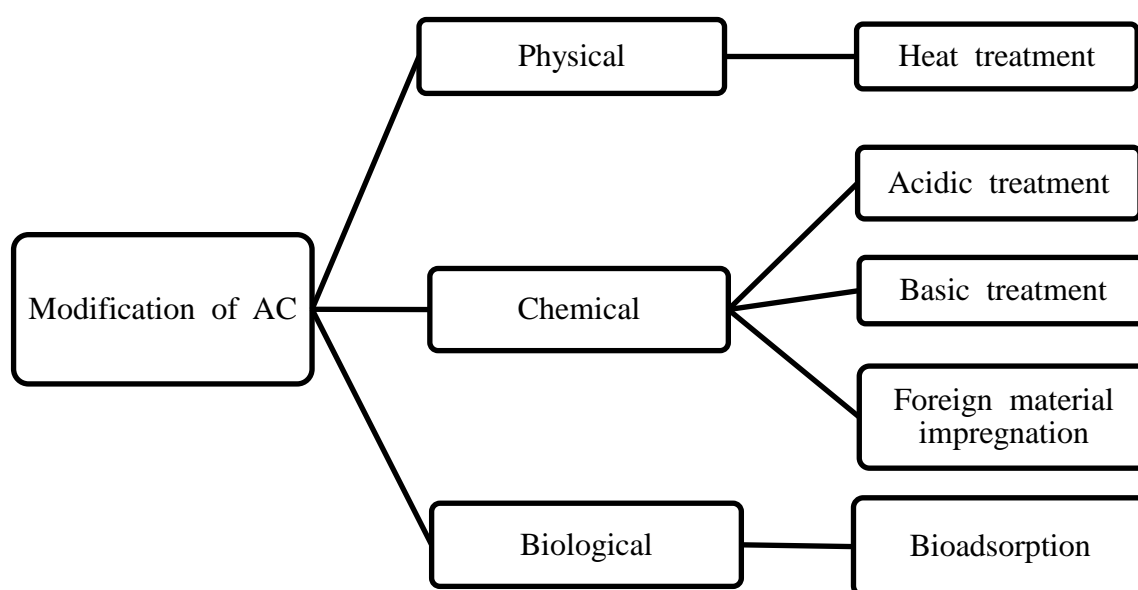 Physical
Heat treatment
Acidic treatment
Modification of AC
Chemical
Basic treatment
Foreign material
impregnation
Biological
Bioadsorption